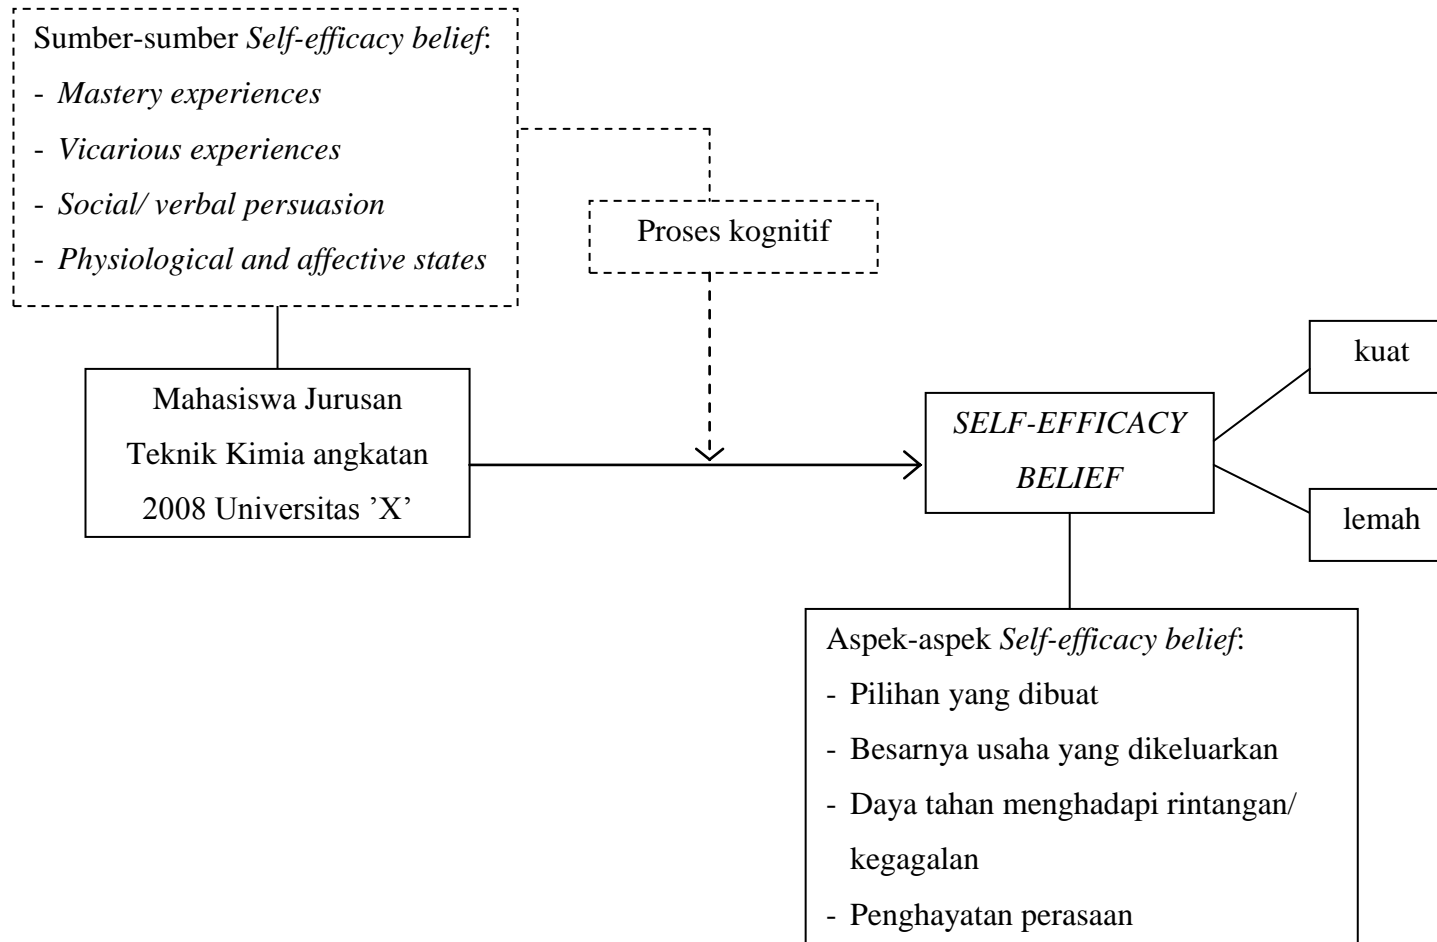 Sumber-sumber Self-efficacy belief:
- Mastery experiences
- Vicarious experiences
- Social/ verbal persuasion
- Physiological and affective states
Proses kognitif
Mahasiswa Jurusan
Teknik Kimia angkatan
2008 Universitas ’X’
SELF-EFFICACY
BELIEF
kuat
lemah
Aspek-aspek Self-efficacy belief:
- Pilihan yang dibuat
- Besarnya usaha yang dikeluarkan
- Daya tahan menghadapi rintangan/
kegagalan
- Penghayatan perasaan